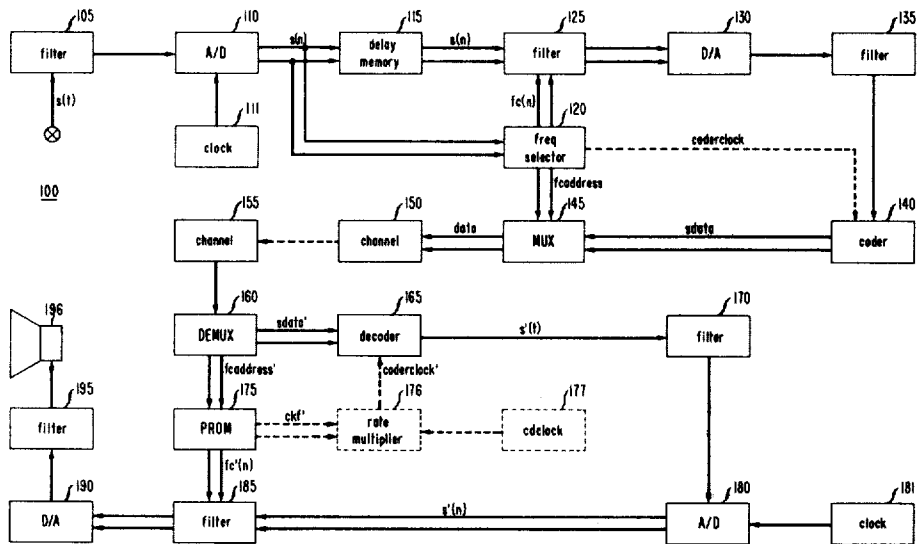 105
filter
s(t)
100
110
A/D
111
clock
s(n)
115
delay
memory
s(n)
125
filter
fc(n)
120
freq
selector
coderclock
fcaddress
130
D/A
135
filter
155
channel
150
channel
data
145
MUX
sdata
140
coder
196
160
DEMUX
sdata'
165
decoder
s'(t)
170
filter
fcaddress'
coderclock'
195
filter
175
PROM
ckf'
176
rate
multiplier
177
cdclock
fc'(n)
190
D/A
185
filter
s'(n)
180
A/D
181
clock